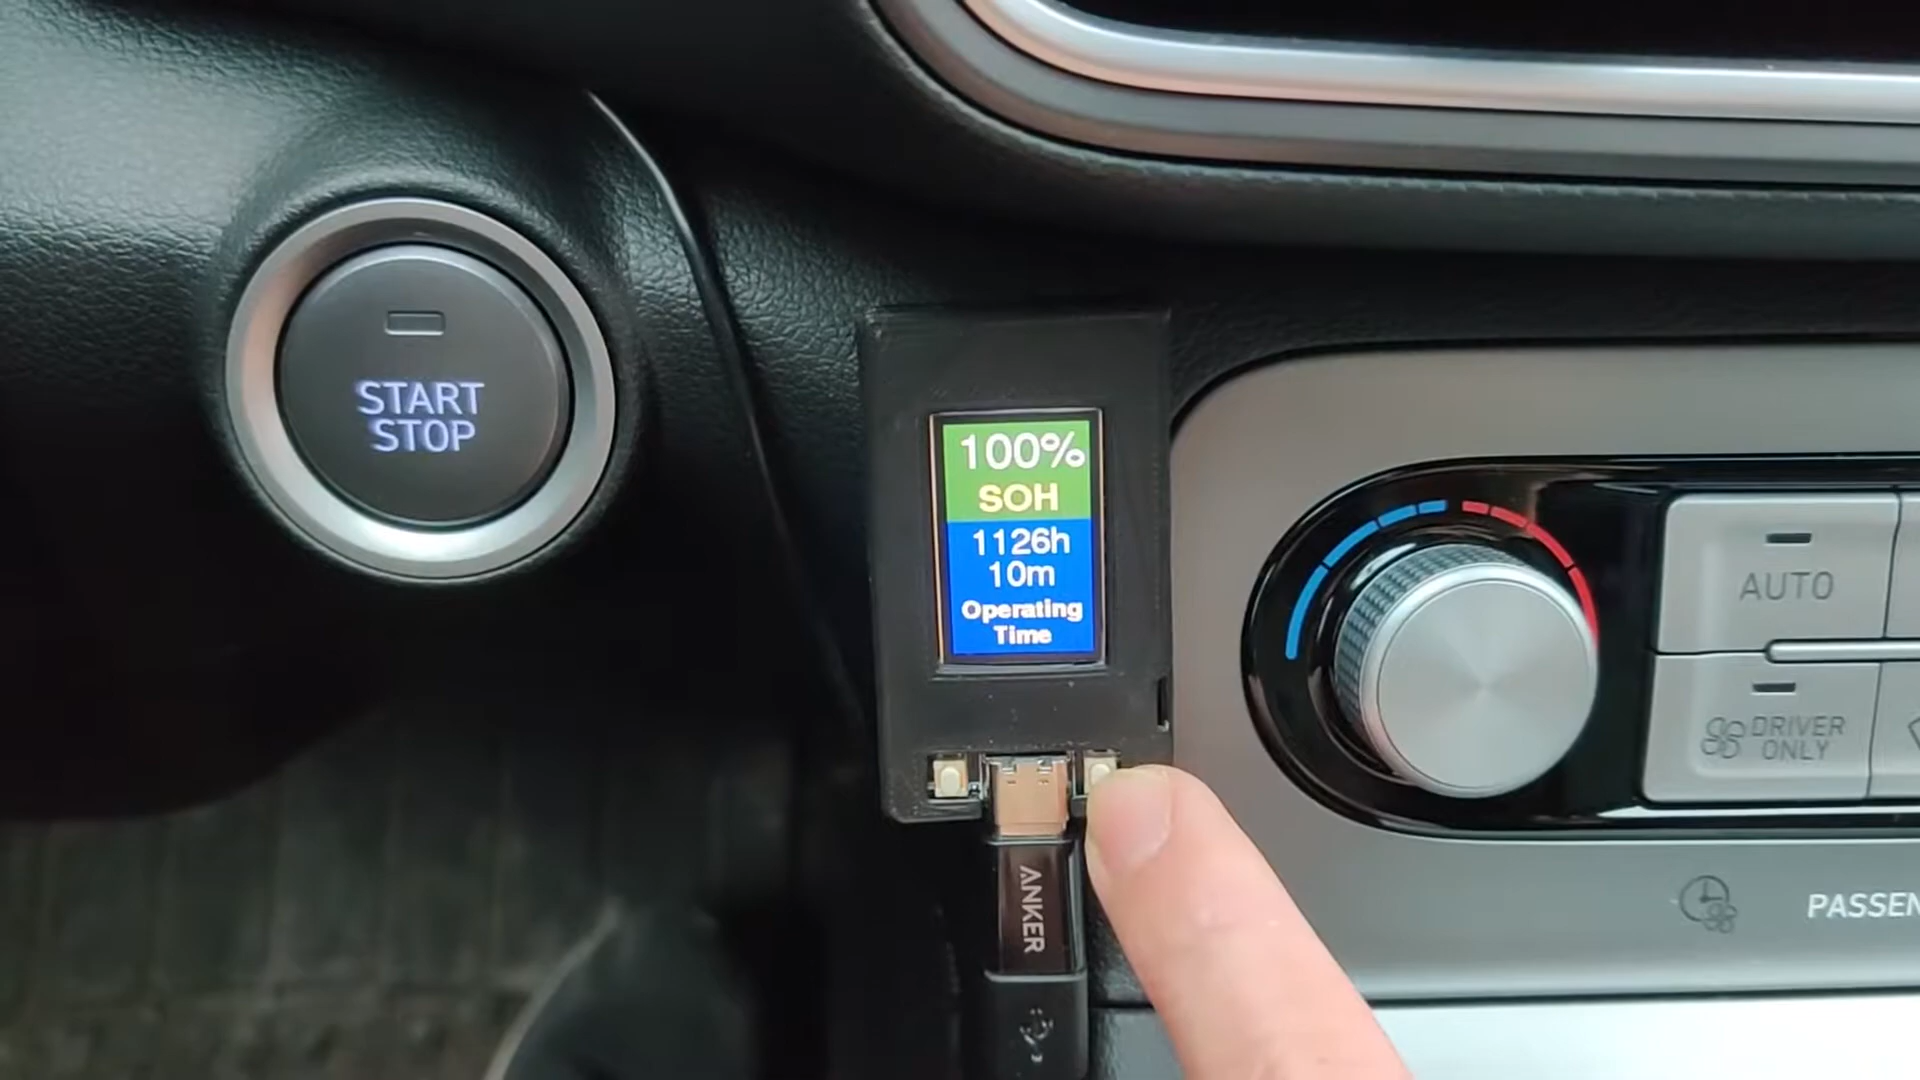 START
STOP
100%
SOH
1126h
10m
Operating
Time
ANKER
AUTO
DRIVER
ONLY
PASSEN